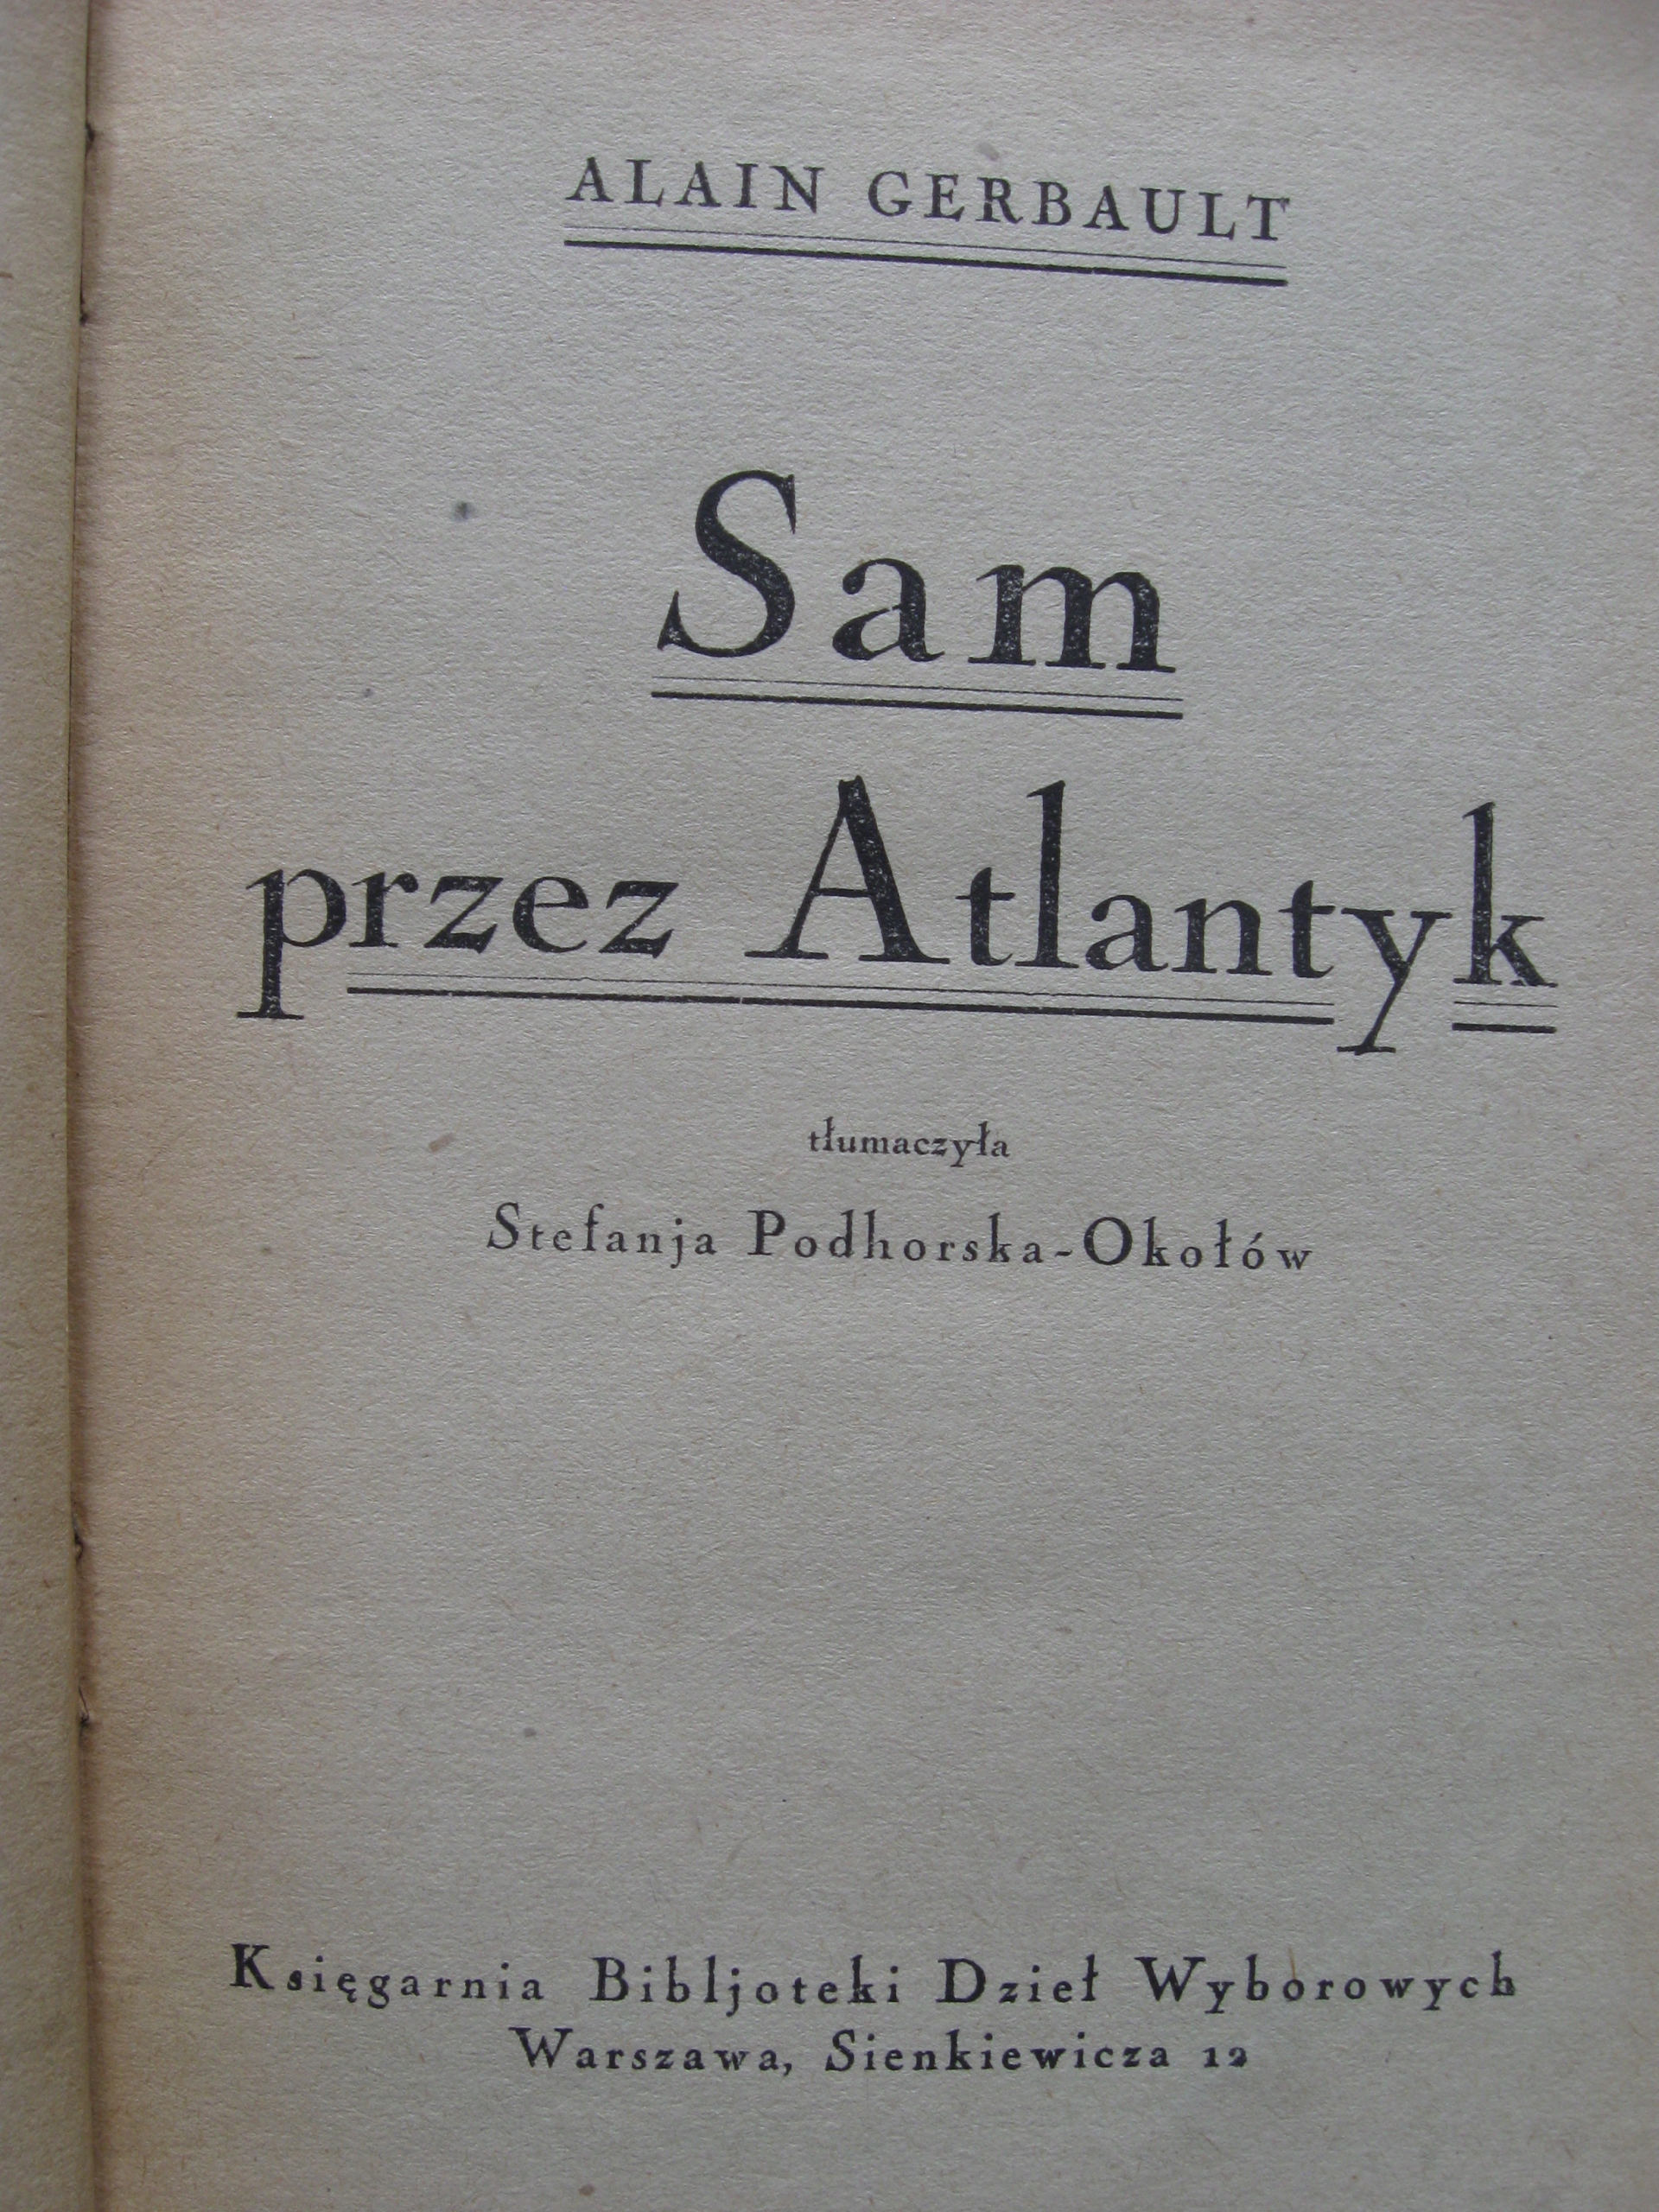 ALAIN GERBAULT
Sam
przez Atlantyk
tłumaczyła
Stefanja Podhorska-Okołów
Księgarnia Bibljoteki Dzieł Wyborowych
Warszawa, Sienkiewicza 12